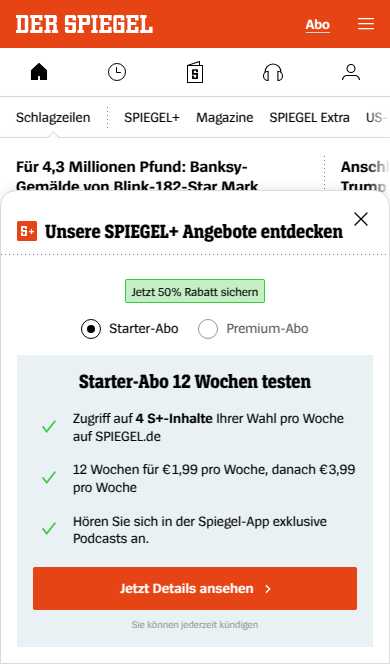 DER SPIEGEL
Abo
Schlagzeilen
SPIEGEL+
Magazine
SPIEGEL Extra
US-
Für 4,3 Millionen Pfund: Banksy-
Gemälde von Blink-182-Star Mark
Anschl
Trump
S+ Unsere SPIEGEL+ Angebote entdecken
Jetzt 50% Rabatt sichern
Starter-Abo
Premium-Abo
Starter-Abo 12 Wochen testen
Zugriff auf 4 S+-Inhalte Ihrer Wahl pro Woche
auf SPIEGEL.de
12 Wochen für €1,99 pro Woche, danach €3,99
pro Woche
Hören Sie sich in der Spiegel-App exklusive
Podcasts an.
Jetzt Details ansehen
Sie können jederzeit kündigen